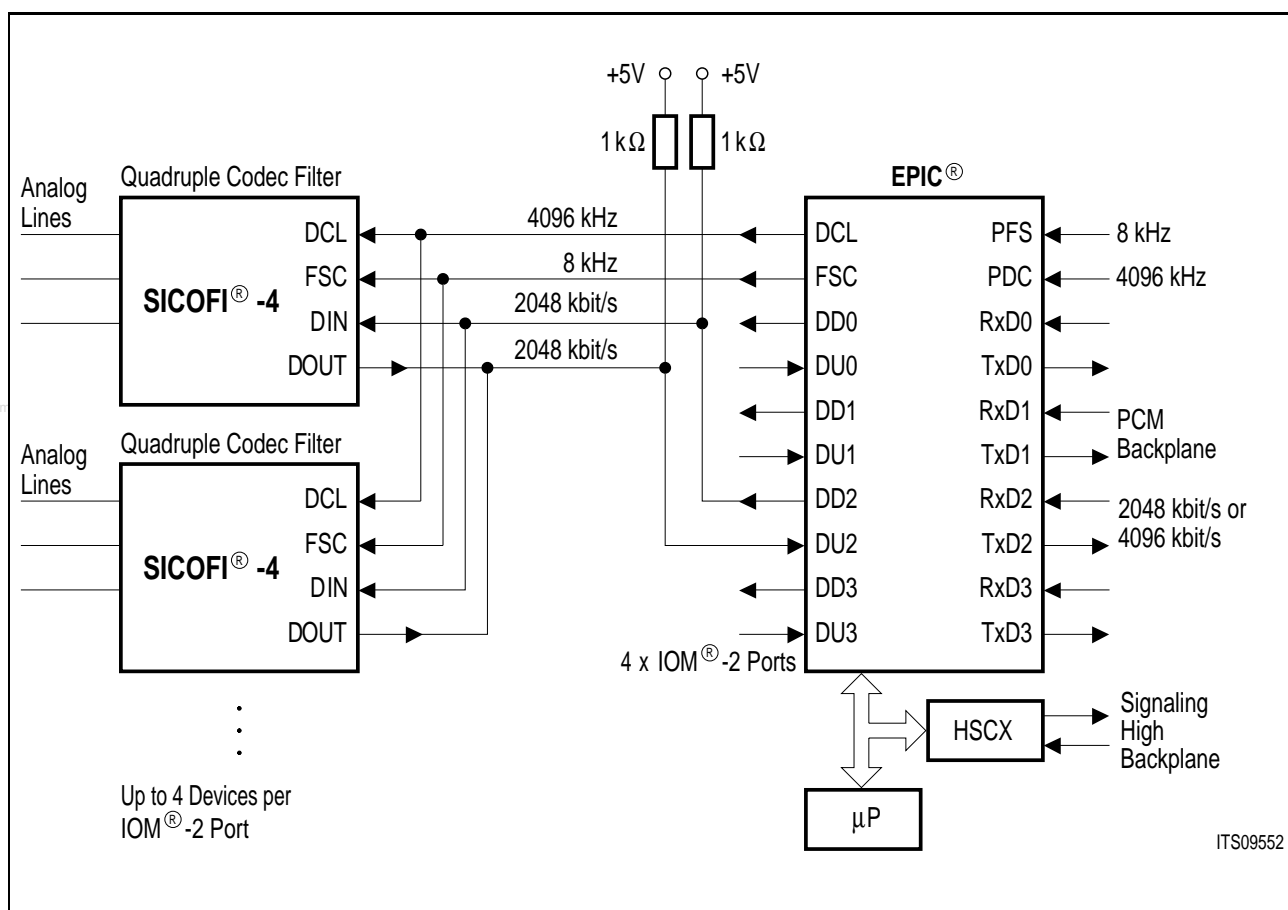 +5V
+5V
1 kΩ
1 kΩ
Quadruple Codec Filter
EPIC®
Analog
Lines
DCL
4096 kHz
DCL
PFS
8 kHz
FSC
8 kHz
FSC
PDC
4096 kHz
SICOFI® -4
DIN
2048 kbit/s
DD0
RxD0
DOUT
2048 kbit/s
DU0
TxD0
DD1
RxD1
PCM
Backplane
Quadruple Codec Filter
Analog
Lines
DU1
TxD1
DCL
DD2
RxD2
2048 kbit/s or
4096 kbit/s
FSC
DU2
TxD2
SICOFI® -4
DIN
DD3
RxD3
DOUT
DU3
TxD3
4 x IOM®-2 Ports
HSCX
Signaling
High
Backplane
Up to 4 Devices per
IOM®-2 Port
μP
ITS09552